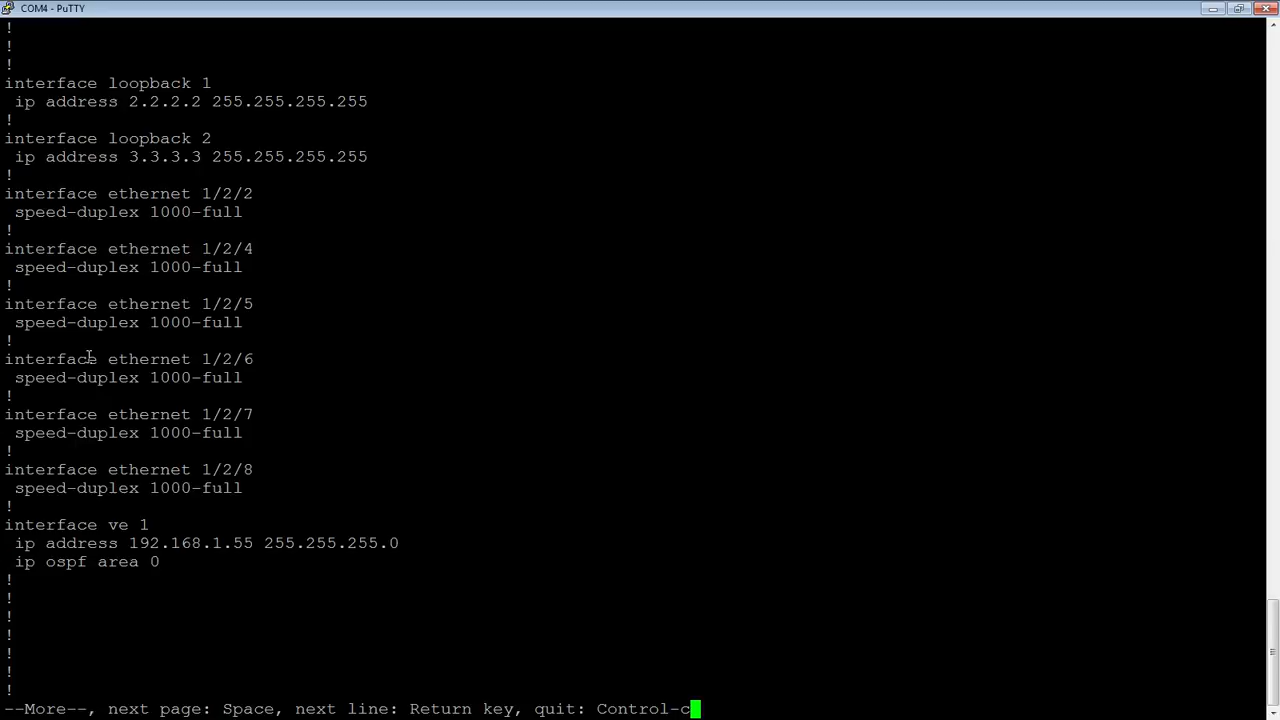 COM4 - PuTTY
!
!
!
interface loopback 1
 ip address 2.2.2.2 255.255.255.255
!
interface loopback 2
 ip address 3.3.3.3 255.255.255.255
!
interface ethernet 1/2/2
 speed-duplex 1000-full
!
interface ethernet 1/2/4
 speed-duplex 1000-full
!
interface ethernet 1/2/5
 speed-duplex 1000-full
!
interface ethernet 1/2/6
 speed-duplex 1000-full
!
interface ethernet 1/2/7
 speed-duplex 1000-full
!
interface ethernet 1/2/8
 speed-duplex 1000-full
!
interface ve 1
 ip address 192.168.1.55 255.255.255.0
 ip ospf area 0
!
!
!
!
!
!
!
--More--, next page: Space, next line: Return key, quit: Control-c